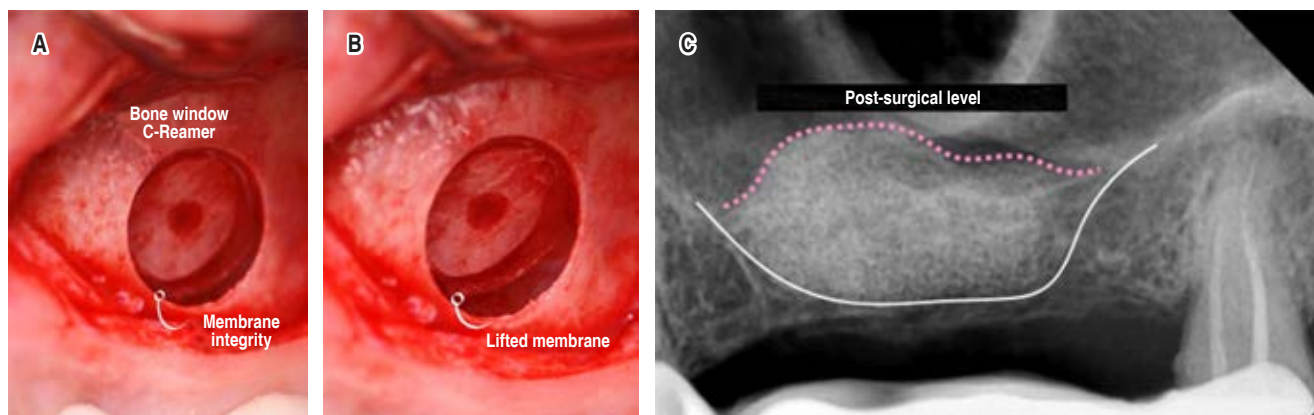 A
Bone window
C-Reamer
Membrane
integrity
B
Lifted membrane
C
Post-surgical level